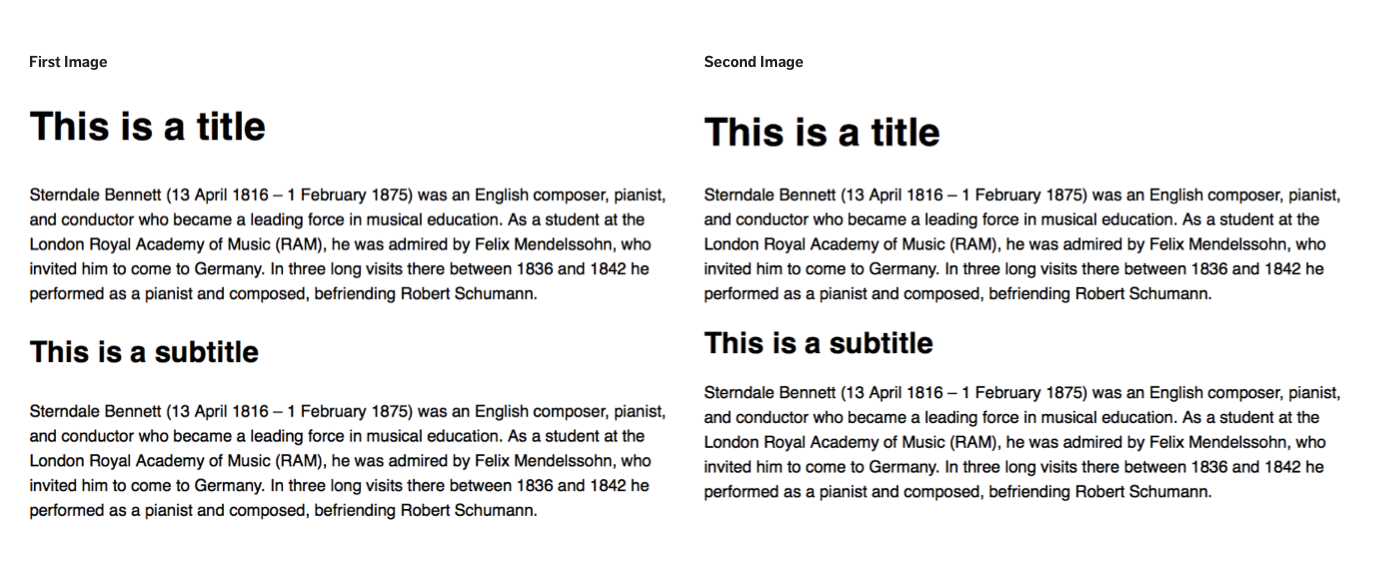 First Image
This is a title
Sterndale Bennett (13 April 1816 – 1 February 1875) was an English composer, pianist,
and conductor who became a leading force in musical education. As a student at the
London Royal Academy of Music (RAM), he was admired by Felix Mendelssohn, who
invited him to come to Germany. In three long visits there between 1836 and 1842 he
performed as a pianist and composed, befriending Robert Schumann.
This is a subtitle
Sterndale Bennett (13 April 1816 – 1 February 1875) was an English composer, pianist,
and conductor who became a leading force in musical education. As a student at the
London Royal Academy of Music (RAM), he was admired by Felix Mendelssohn, who
invited him to come to Germany. In three long visits there between 1836 and 1842 he
performed as a pianist and composed, befriending Robert Schumann.
Second Image
This is a title
Sterndale Bennett (13 April 1816 – 1 February 1875) was an English composer, pianist,
and conductor who became a leading force in musical education. As a student at the
London Royal Academy of Music (RAM), he was admired by Felix Mendelssohn, who
invited him to come to Germany. In three long visits there between 1836 and 1842 he
performed as a pianist and composed, befriending Robert Schumann.
This is a subtitle
Sterndale Bennett (13 April 1816 – 1 February 1875) was an English composer, pianist,
and conductor who became a leading force in musical education. As a student at the
London Royal Academy of Music (RAM), he was admired by Felix Mendelssohn, who
invited him to come to Germany. In three long visits there between 1836 and 1842 he
performed as a pianist and composed, befriending Robert Schumann.